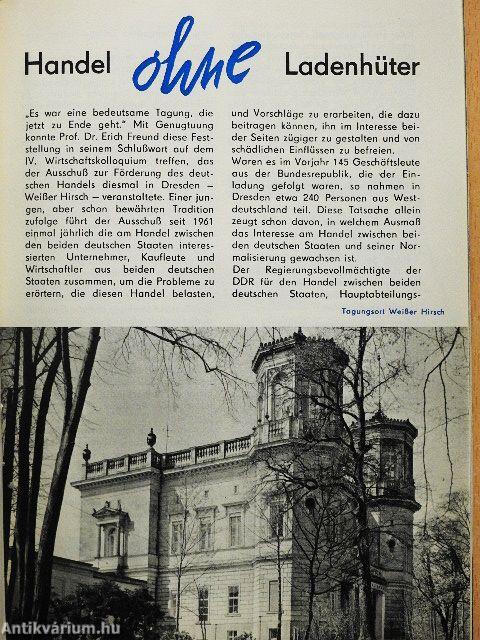 Handel ohne Ladenhüter
„Es war eine bedeutsame Tagung, die
jetzt zu Ende geht.“ Mit Genugtuung
konnte Prof. Dr. Erich Freund diese Fest-
stellung in seinem Schlußwort auf dem
IV. Wirtschaftskolloquium treffen, das
der Ausschuß zur Förderung des deut-
schen Handels diesmal in Dresden –
Weißer Hirsch – veranstaltete. Einer jun-
gen, aber schon bewährten Tradition
zufolge führt der Ausschuß seit 1961
einmal jährlich die am Handel zwischen
den beiden deutschen Staaten interes-
sierten Unternehmer, Kaufleute und
Wirtschaftler aus beiden deutschen
Staaten zusammen, um die Probleme zu
erörtern, die diesen Handel belasten,
und Vorschläge zu erarbeiten, die dazu
beitragen können, ihn im Interesse bei-
der Seiten zügiger zu gestalten und von
schädlichen Einflüssen zu befreien.
Waren es im Vorjahr 145 Geschäftsleute
aus der Bundesrepublik, die der Ein-
ladung gefolgt waren, so nahmen in
Dresden etwa 240 Personen aus West-
deutschland teil. Diese Tatsache allein
zeugt schon davon, in welchem Ausmaß
das Interesse am Handel zwischen bei-
den deutschen Staaten und seiner Nor-
malisierung gewachsen ist.
Der Regierungsbevollmächtigte der
DDR für den Handel zwischen beiden
deutschen Staaten, Hauptabteilungs-
Tagungsort Weißer Hirsch
Antikvárium.hu